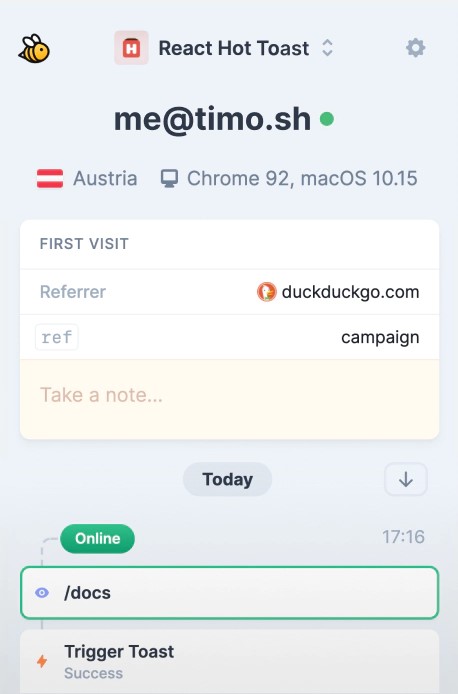 React Hot Toast
me@timo.sh
Austria Chrome 92, macOS 10.15
FIRST VISIT
Referrer duckduckgo.com
ref campaign
Take a note...
Today
Online 17:16
/docs
Trigger Toast
Success